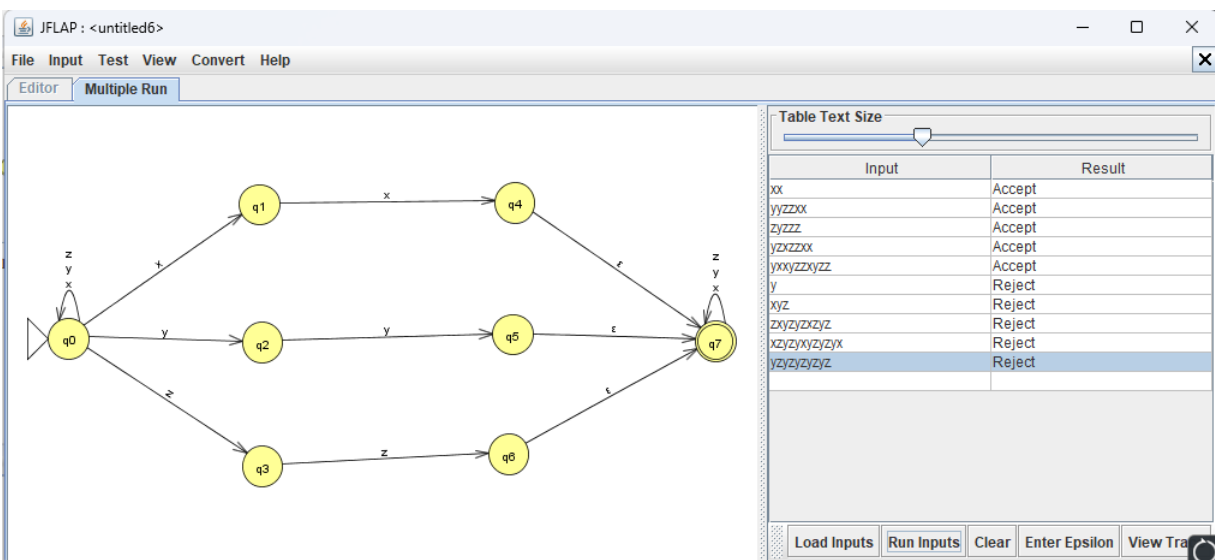 JFLAP : <untitled6>
File Input Test View Convert Help
Editor Multiple Run
Table Text Size
Input Result
xx Accept
yyzzxx Accept
zyzzz Accept
yzxzzxx Accept
yxxyzzxyzz Accept
y Reject
xyz Reject
zxyzyzxzyz Reject
xzyzyxyzyzyx Reject
yzyzyzyzyz Reject
q1 x q4
z
y
x
x
ε
z
y
x
q0 y q2 y q5 ε q7
z
ε
q3 z q6
Load Inputs Run Inputs Clear Enter Epsilon View